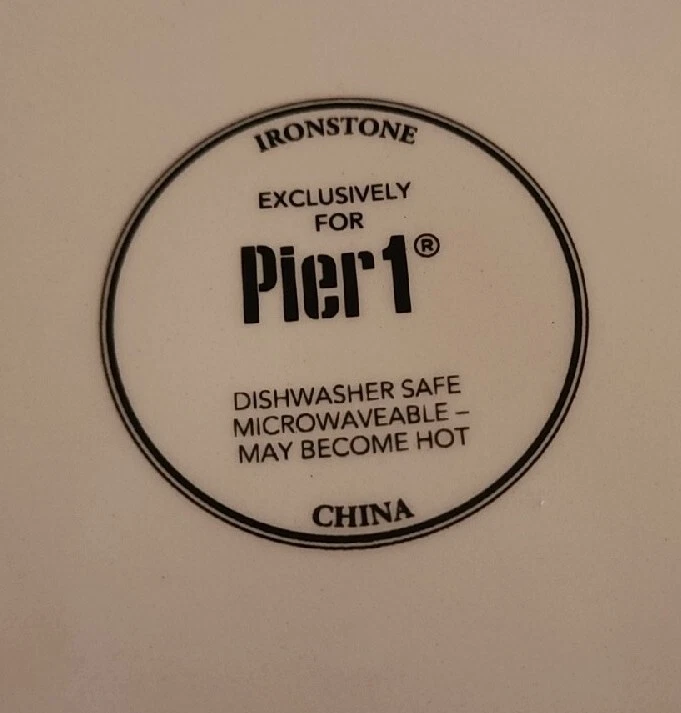 IRONSTONE
EXCLUSIVELY
FOR
Pier1®
DISHWASHER SAFE
MICROWAVEABLE –
MAY BECOME HOT
CHINA